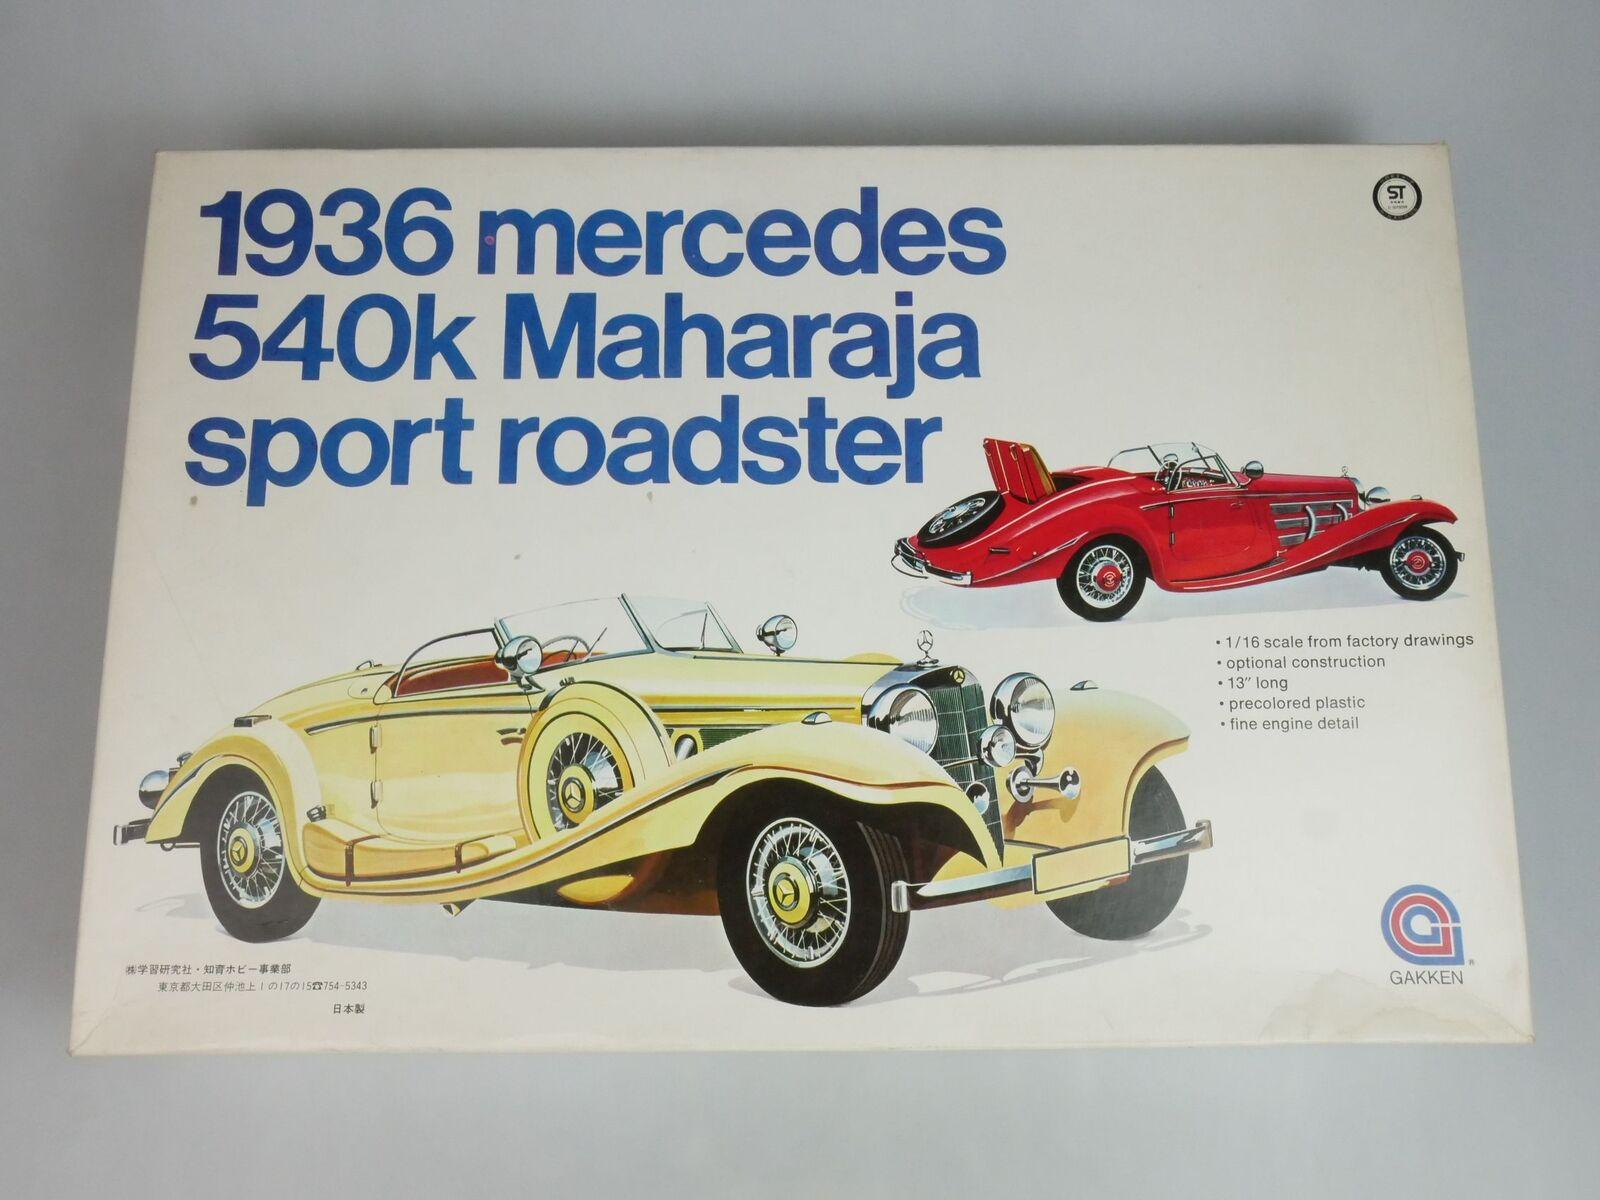 1936 mercedes
540k Maharaja
sport roadster
ST
• 1/16 scale from factory drawings
• optional construction
• 13" long
• precolored plastic
• fine engine detail
㈱学習研究社・知育ホビー事業部
東京都大田区仲池上1の17の15☎754-5343
日本製
®
GAKKEN